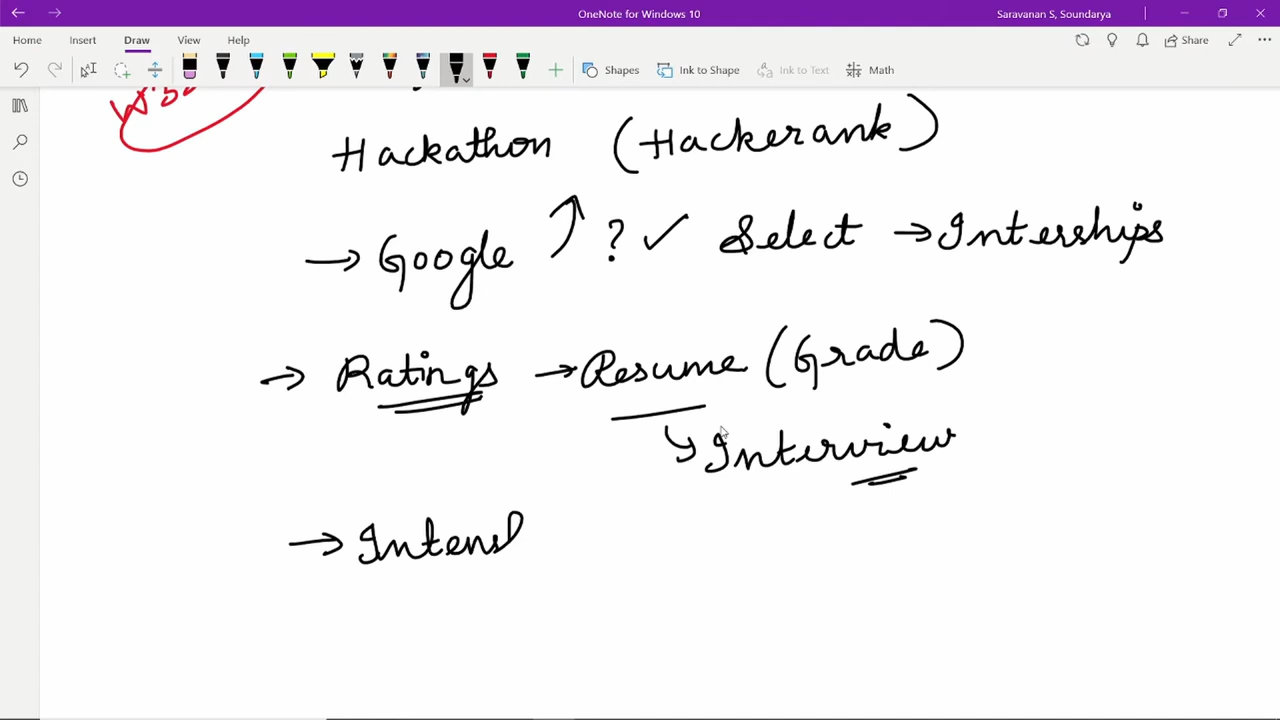 OneNote for Windows 10
Saravanan S, Soundarya
Home Insert Draw View Help
Share
Shapes Ink to Shape Ink to Text Math
Hackathon (Hackerank)
→ Google ↑ ? ✓ Select → Interships
→ Ratings → Resume (Grade)
↳ Interview
→ Intens